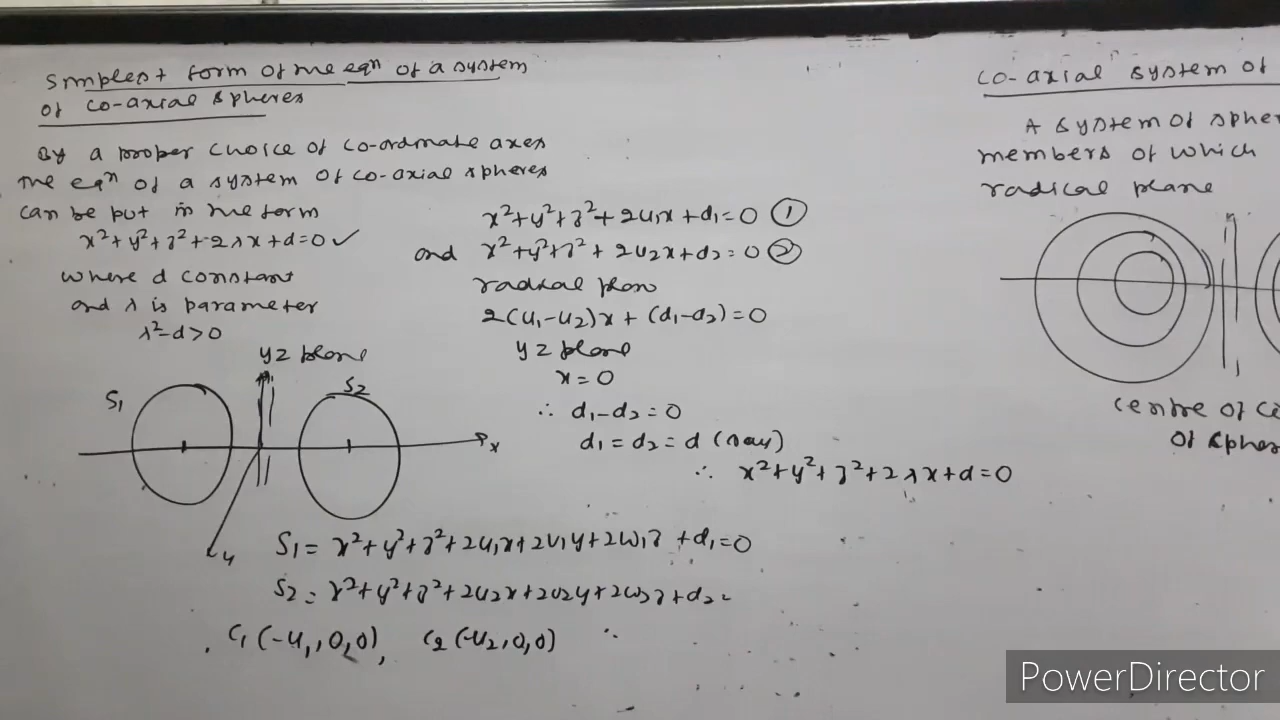 Simplest form of the eqⁿ of a system
of co-axial spheres
By a proper choice of co-ordinate axes
the eqⁿ of a system of co-axial spheres
can be put in the form
x²+y²+z²+2λx+d=0 ✓
where d constant
and λ is parameter
λ²-d>0
yz plane
S₁
S₂
x
y
x²+y²+z²+2u₁x+d₁=0 ①
and x²+y²+z²+2u₂x+d₂=0 ②
radical plan
2(u₁-u₂)x+(d₁-d₂)=0
yz plane
x=0
∴ d₁-d₂=0
d₁=d₂=d (say)
∴ x²+y²+z²+2λx+d=0
S₁=x²+y²+z²+2u₁x+2v₁y+2w₁z+d₁=0
S₂=x²+y²+z²+2u₂x+2v₂y+2w₂z+d₂=
C₁(-u₁,0,0), C₂(-u₂,0,0) ∴
co-axial system of
A system of spher
members of which
radical plane
centre of ci
of spher
PowerDirector